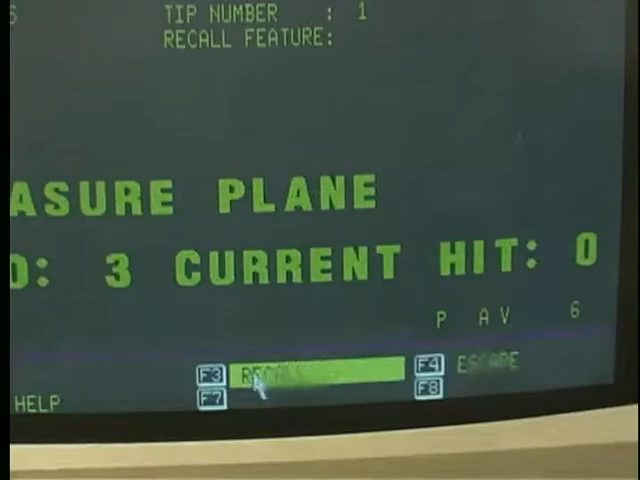 S TIP NUMBER : 1
RECALL FEATURE:
ASURE PLANE
D: 3 CURRENT HIT: 0
P AV 6
F3 F4 ESCAPE
HELP F7 F8